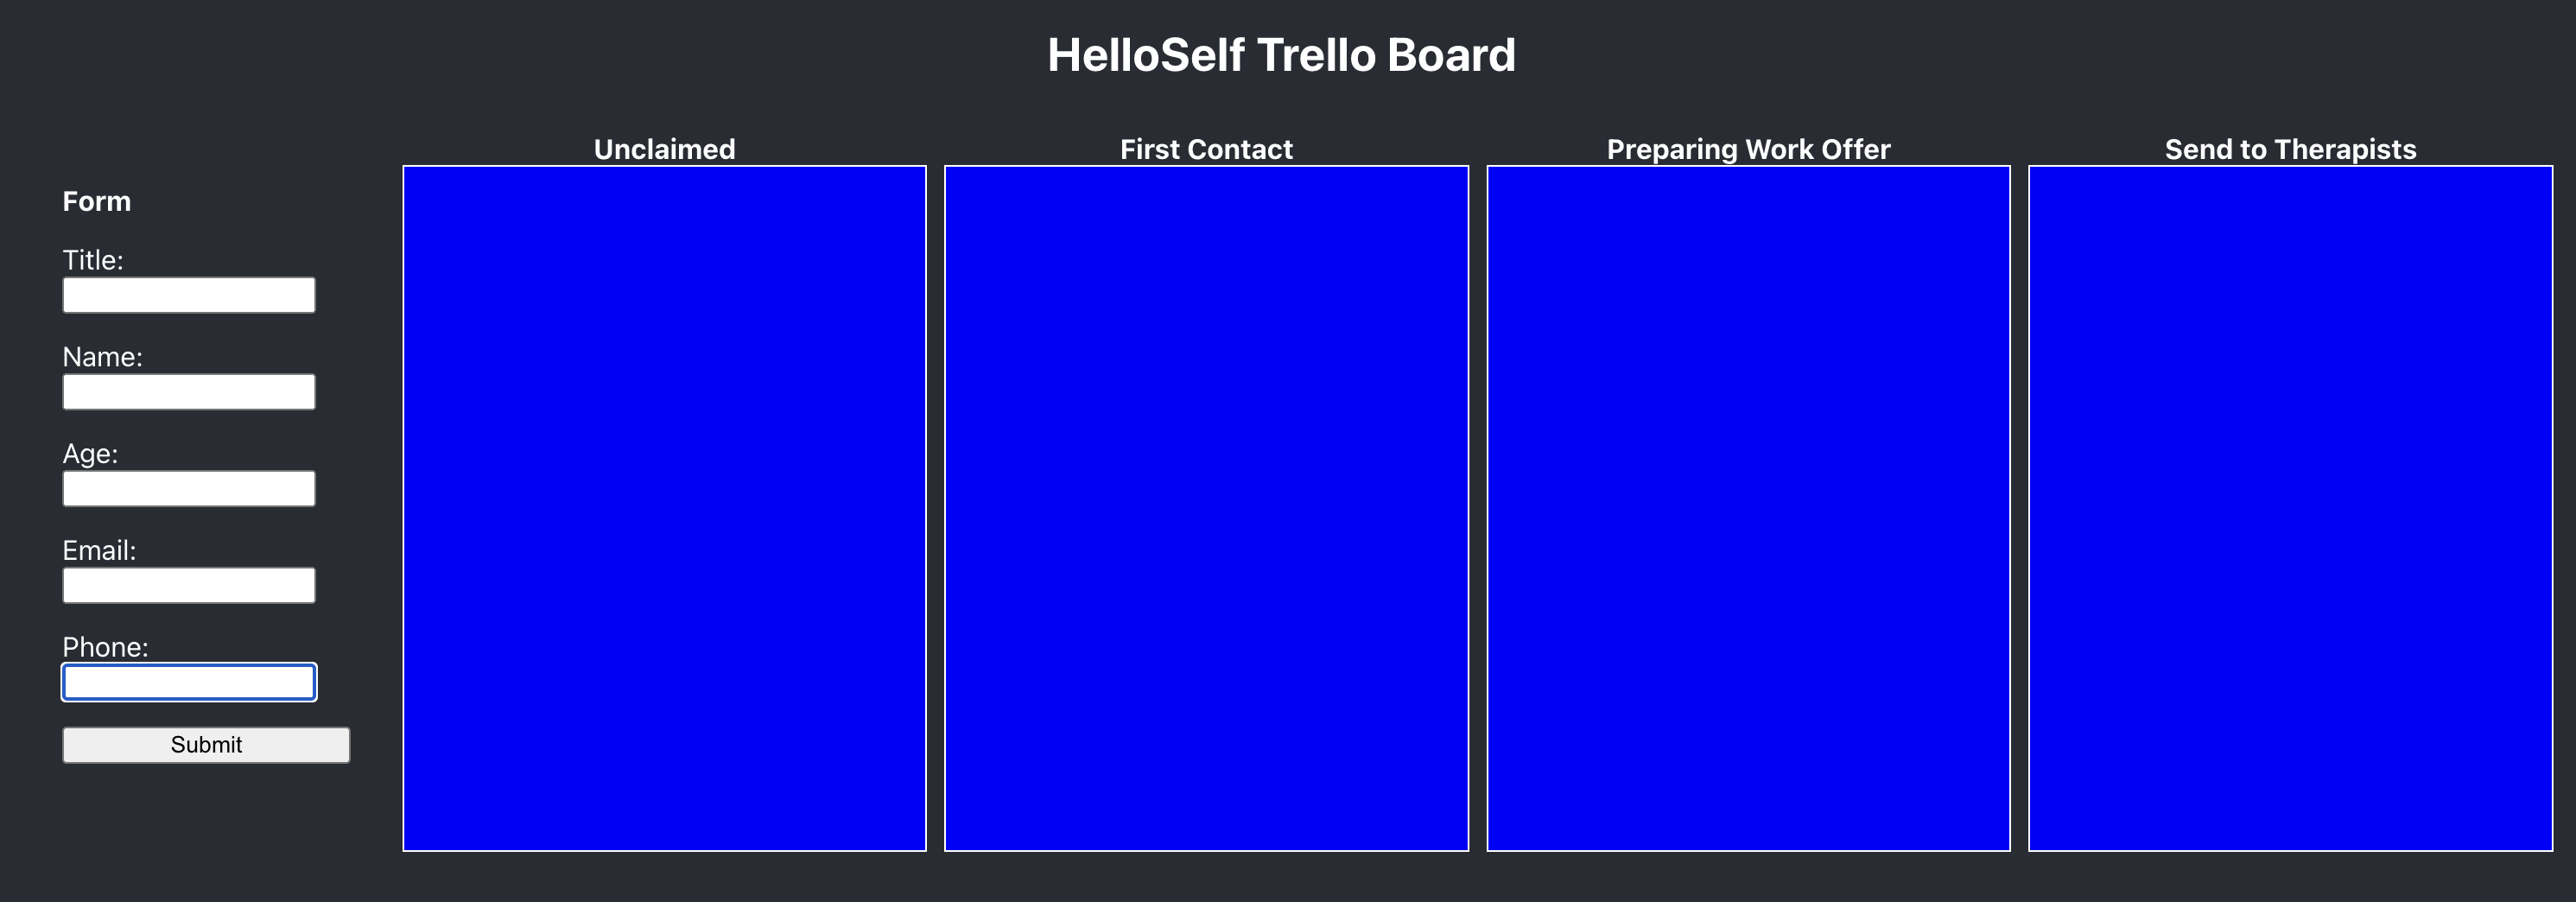 HelloSelf Trello Board
Unclaimed
First Contact
Preparing Work Offer
Send to Therapists
Form
Title:
Name:
Age:
Email:
Phone:
Submit